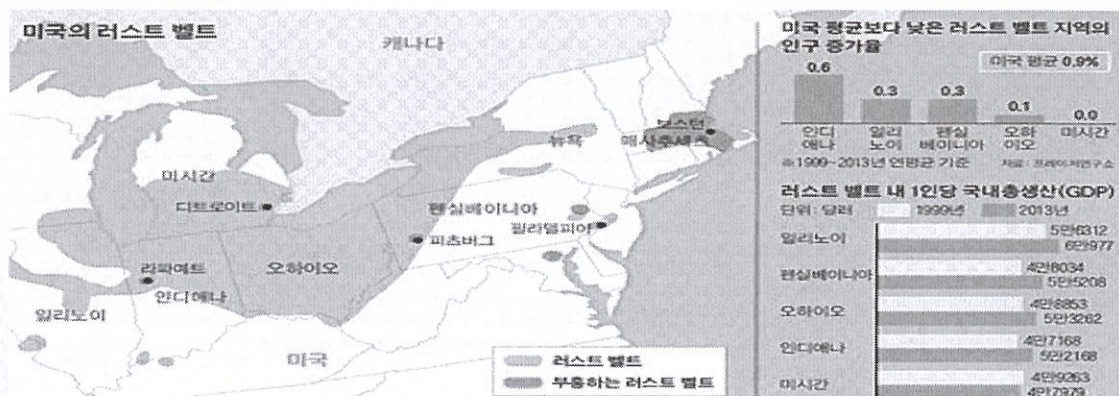 미국의 러스트 벨트
캐나다
보스턴
뉴욕
매사추세츠
미시간
디트로이트
펜실베이니아
필라델피아
피츠버그
라파예트
오하이오
인디애나
일리노이
미국
러스트 벨트
부흥하는 러스트 벨트
미국 평균보다 낮은 러스트 벨트 지역의
인구 증가율
미국 평균 0.9%
0.6
0.3
0.3
0.1
0.0
인디
애나
일리
노이
펜실
베이니아
오하
이오
미시간
※1999~2013년 연평균 기준
자료: 프레이저연구소
러스트 벨트 내 1인당 국내총생산(GDP)
단위: 달러
1999년
2013년
일리노이
5만6312
6만977
펜실베이니아
4만8034
5만5208
오하이오
4만8853
5만3262
인디애나
4만7168
5만2168
미시간
4만9263
4만7979